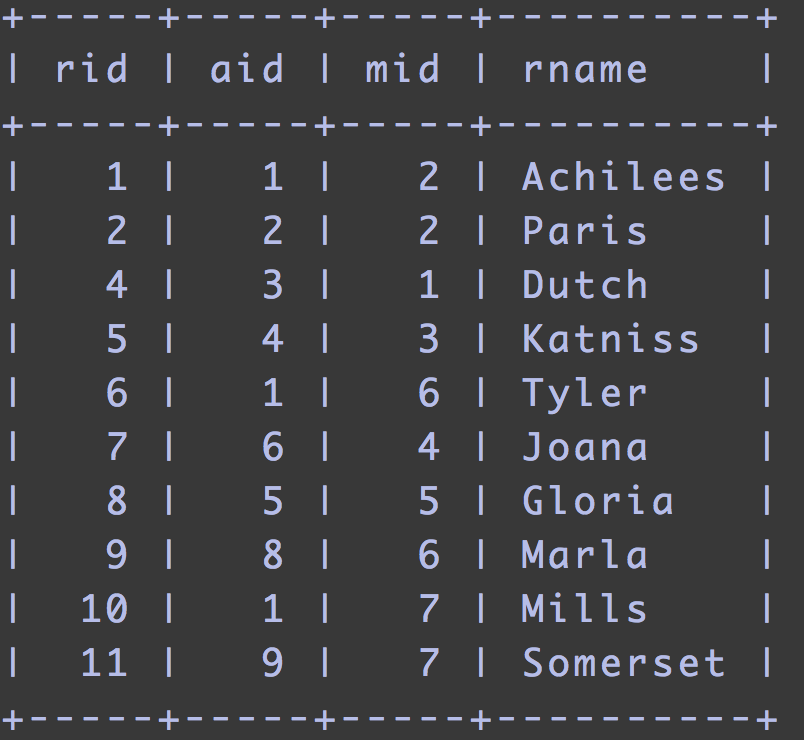 +-----+-----+-----+----------+
| rid | aid | mid | rname    |
+-----+-----+-----+----------+
|   1 |   1 |   2 | Achilees |
|   2 |   2 |   2 | Paris    |
|   4 |   3 |   1 | Dutch    |
|   5 |   4 |   3 | Katniss  |
|   6 |   1 |   6 | Tyler    |
|   7 |   6 |   4 | Joana    |
|   8 |   5 |   5 | Gloria   |
|   9 |   8 |   6 | Marla    |
|  10 |   1 |   7 | Mills    |
|  11 |   9 |   7 | Somerset |
+-----+-----+-----+----------+